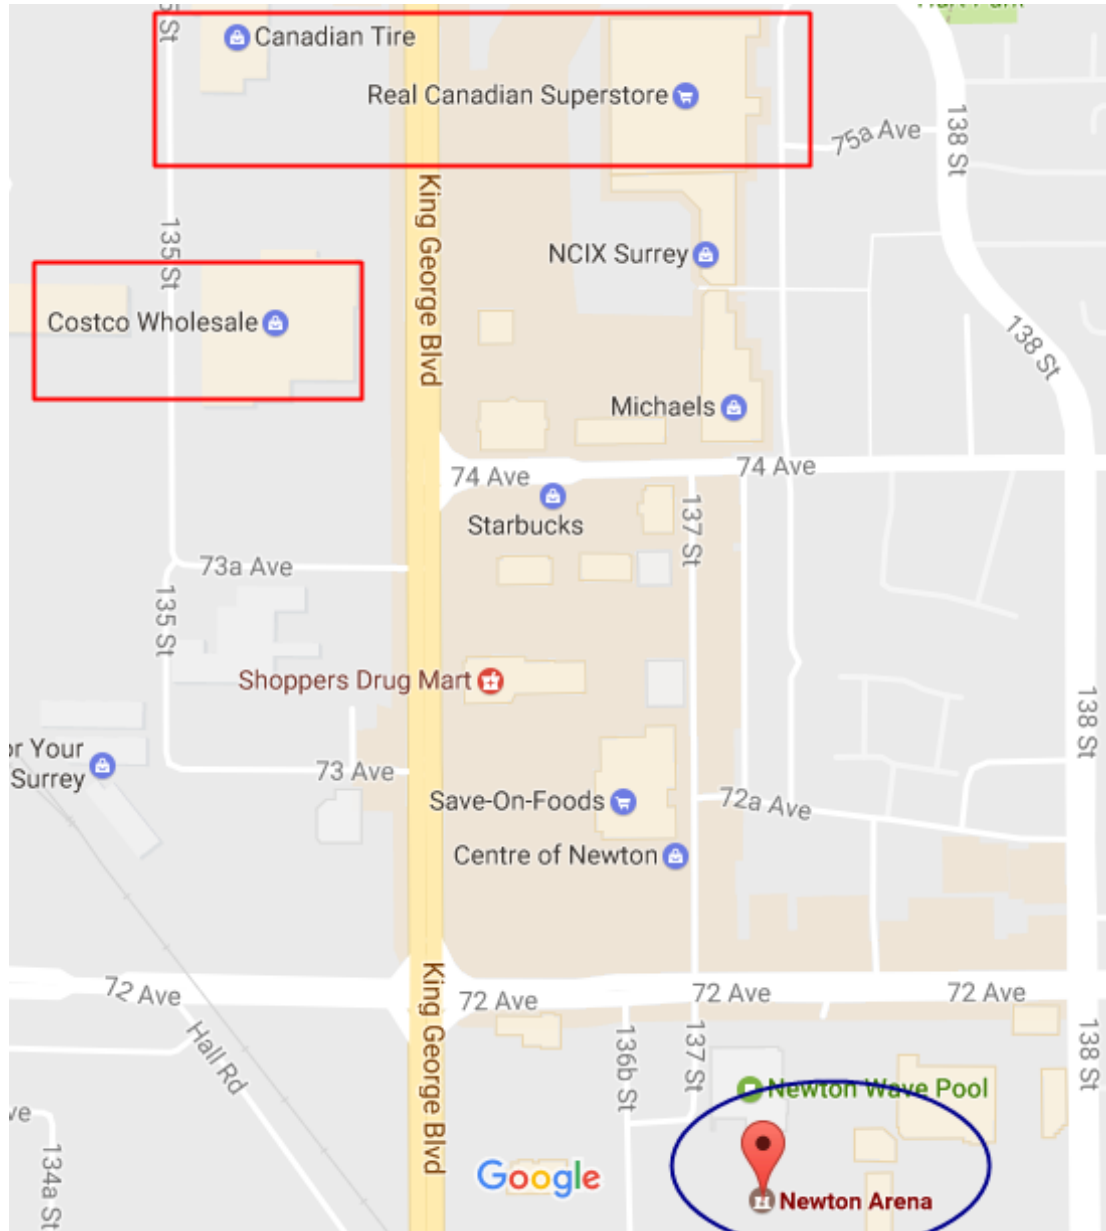 Canadian Tire
Real Canadian Superstore
75a Ave
138 St
King George Blvd
135 St
NCIX Surrey
Costco Wholesale
138 St
Michaels
74 Ave
74 Ave
Starbucks
137 St
73a Ave
135 St
Shoppers Drug Mart
138 St
or Your
Surrey
73 Ave
Save-On-Foods
72a Ave
Centre of Newton
72 Ave
King George Blvd
72 Ave
72 Ave
72 Ave
Hall Rd
136b St
137 St
138 St
Newton Wave Pool
ve
134a St
Google
Newton Arena